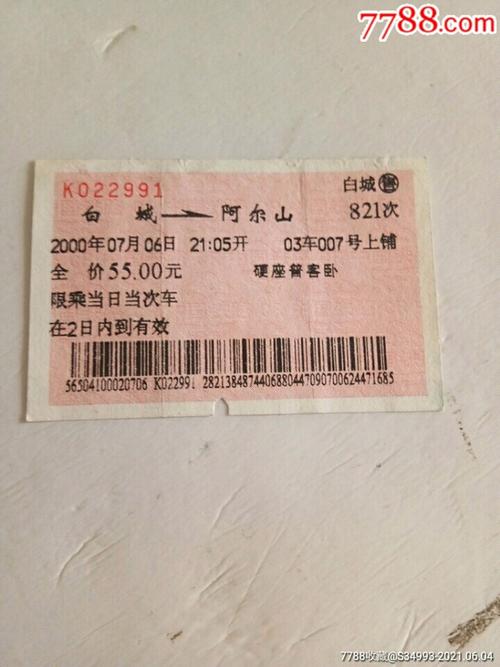 7788.com
K022991
白城售
白 城
阿尔山
821次
2000年07月06日 21:05开 03车007号上铺
全 价55.00元 硬座普客卧
限乘当日当次车
在2日内到有效
56504100020706 K022991 2821384874406880447090700624471685
7788收藏@S34993-2021.06.04